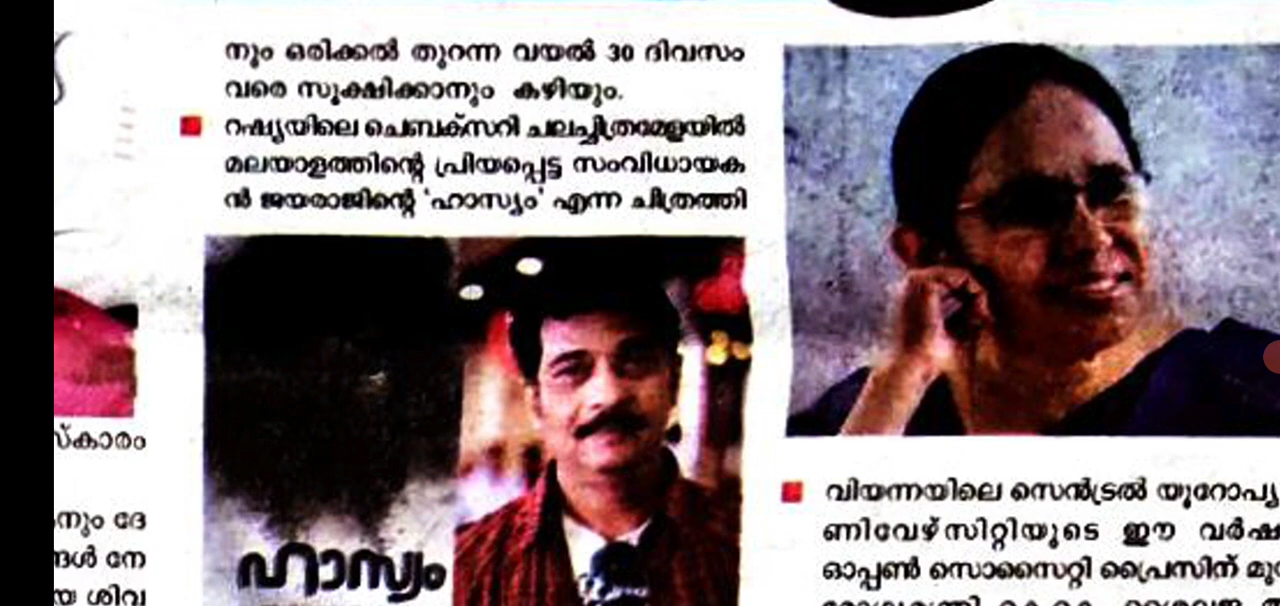 നും ഒരിക്കൽ തുറന്ന വയൽ 30 ദിവസം
വരെ സൂക്ഷിക്കാനും കഴിയും.
റഷ്യയിലെ ചെബക്സറി ചലച്ചിത്രമേളയിൽ
മലയാളത്തിന്റെ പ്രിയപ്പെട്ട സംവിധായക
ൻ ജയരാജിന്റെ 'ഹാസ്യം' എന്ന ചിത്രത്തി
ഹാസ്യം
സ്കാരം
നും ദേ
ങൾ നേ
യ ശിവ
വിയന്നയിലെ സെൻട്രൽ യൂറോപ്യ
ണിവേഴ്സിറ്റിയുടെ ഈ വർഷ
ഓപ്പൺ സൊസൈറ്റി പ്രൈസിന് മു